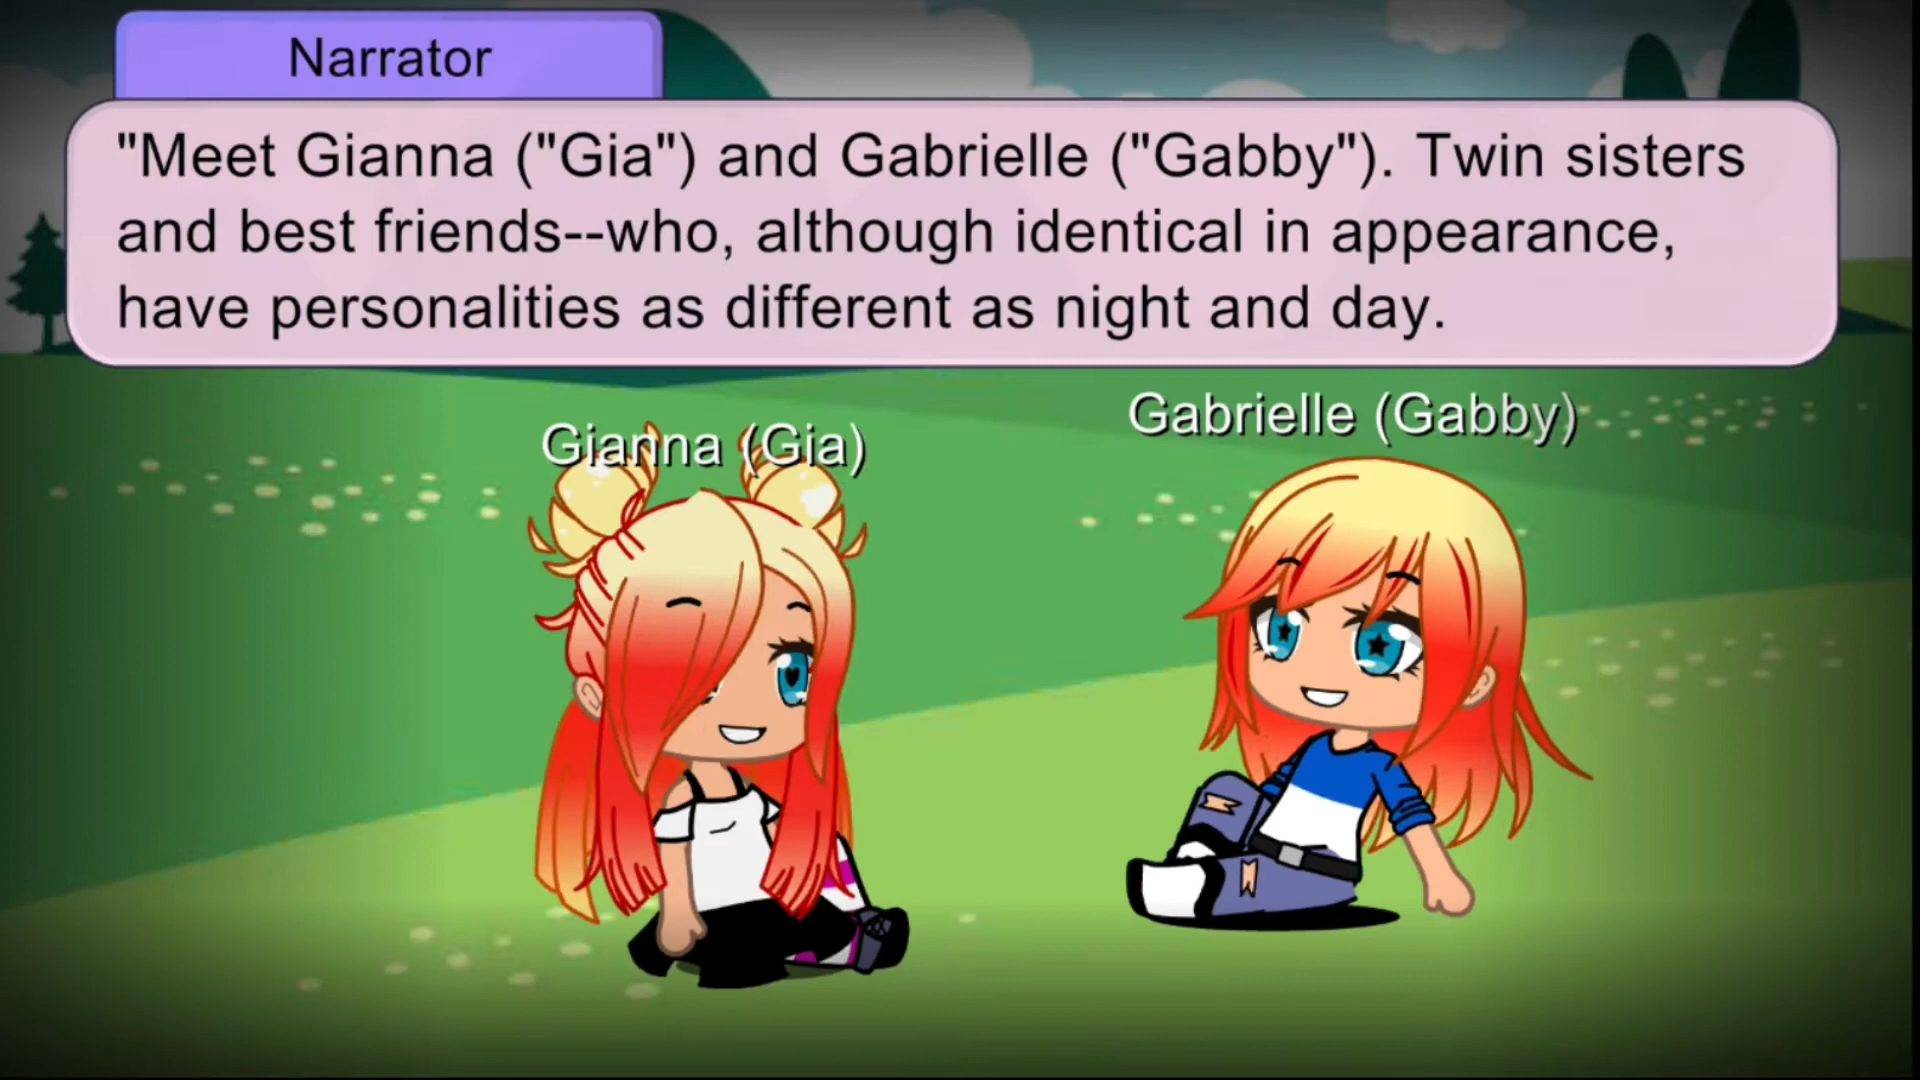 Narrator
"Meet Gianna ("Gia") and Gabrielle ("Gabby"). Twin sisters
and best friends--who, although identical in appearance,
have personalities as different as night and day.
Gabrielle (Gabby)
Gianna (Gia)